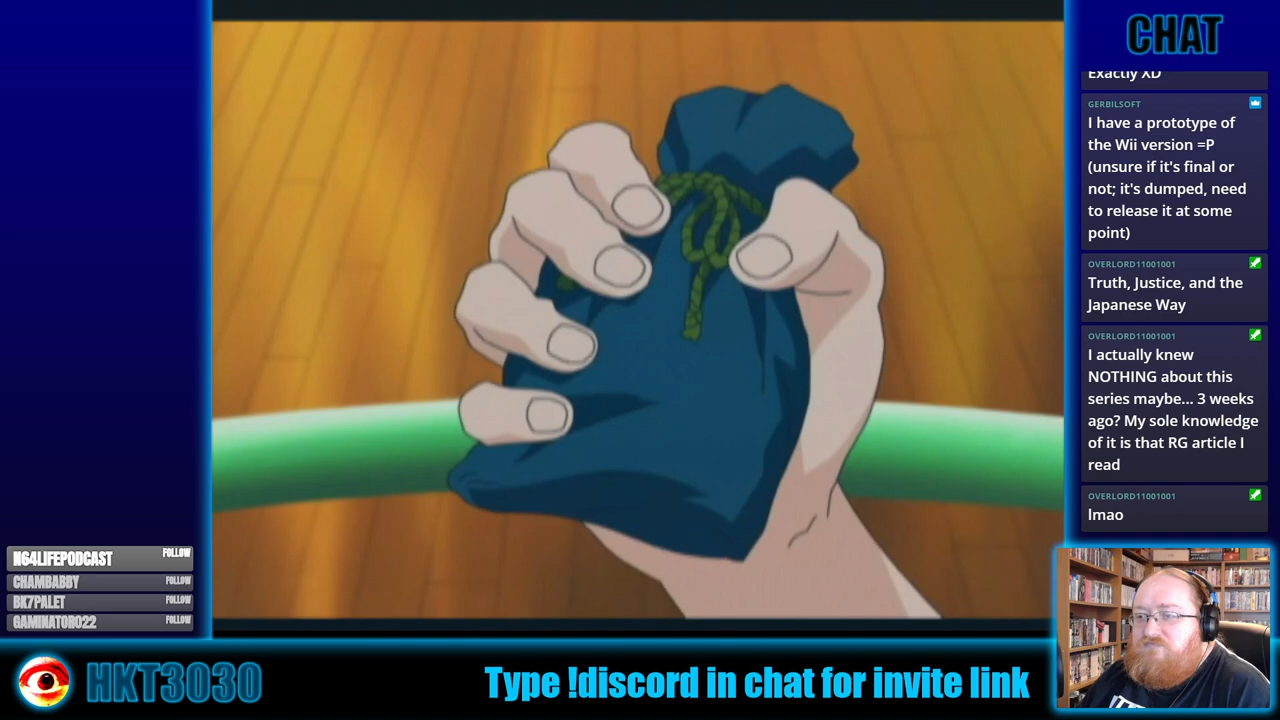 CHAT
Exactly XD
GERBILSOFT
I have a prototype of
the Wii version =P
(unsure if it's final or
not; it's dumped, need
to release it at some
point)
OVERLORD11001001
Truth, Justice, and the
Japanese Way
OVERLORD11001001
I actually knew
NOTHING about this
series maybe... 3 weeks
ago? My sole knowledge
of it is that RG article I
read
OVERLORD11001001
lmao
N64LIFEPODCAST FOLLOW
CHAMBABBY FOLLOW
BK7PALET FOLLOW
GAMINATORO22 FOLLOW
HKT3030
Type !discord in chat for invite link